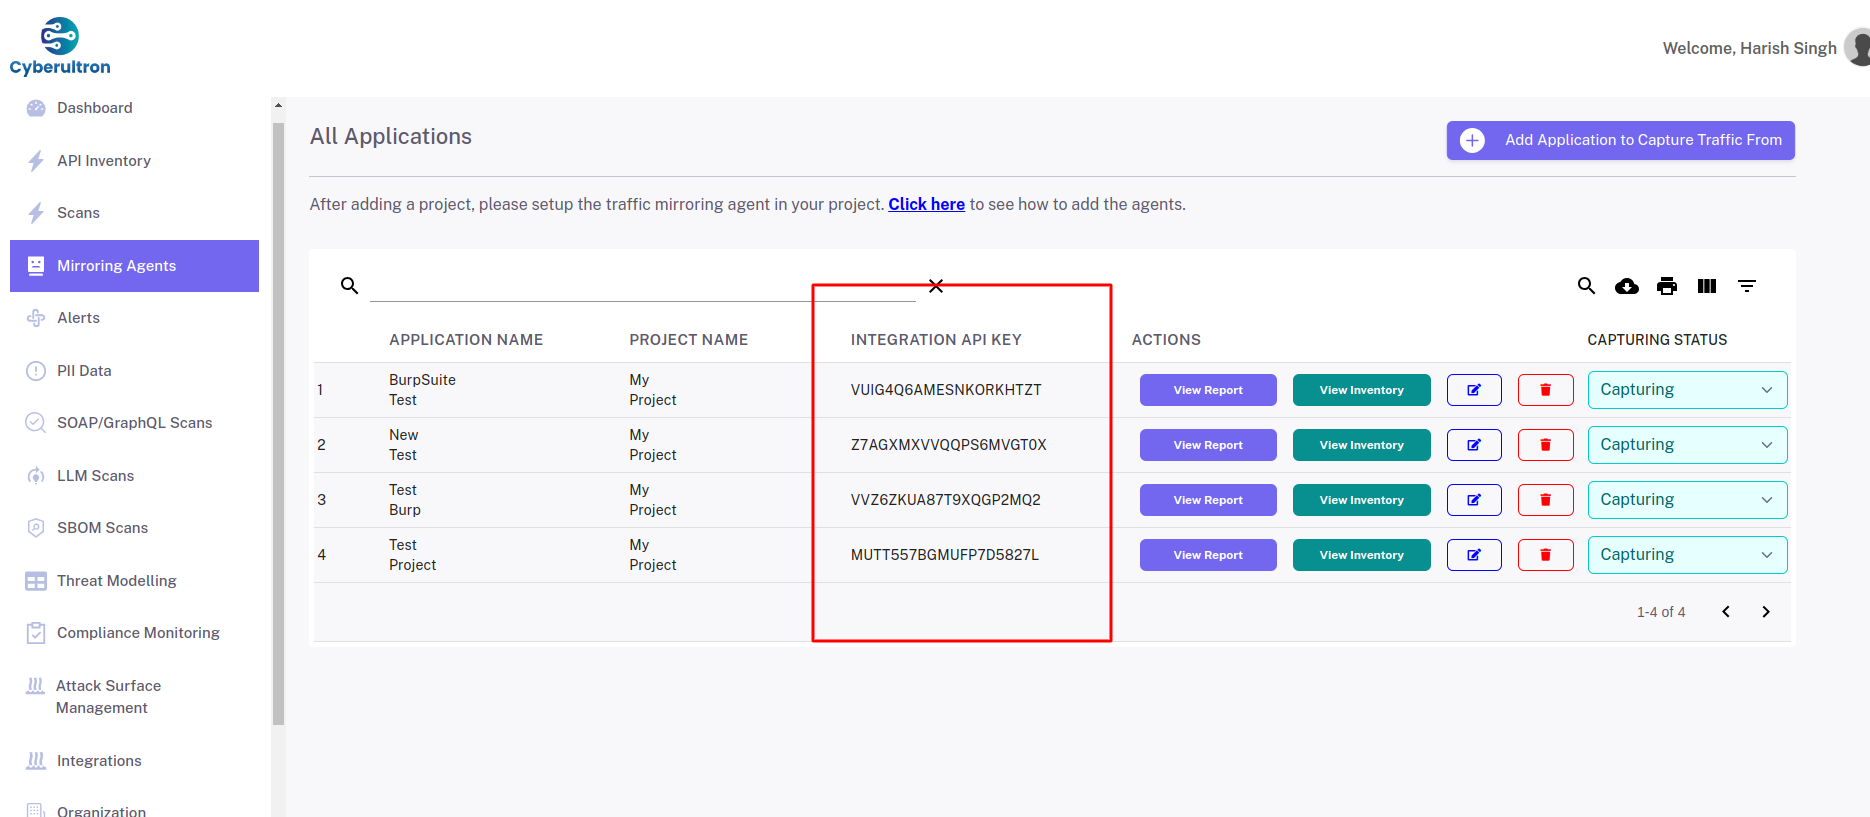 Cyberultron
Welcome, Harish Singh
Dashboard
API Inventory
Scans
Mirroring Agents
Alerts
PII Data
SOAP/GraphQL Scans
LLM Scans
SBOM Scans
Threat Modelling
Compliance Monitoring
Attack Surface
Management
Integrations
Organization
All Applications
Add Application to Capture Traffic From
After adding a project, please setup the traffic mirroring agent in your project. Click here to see how to add the agents.
APPLICATION NAME PROJECT NAME INTEGRATION API KEY ACTIONS CAPTURING STATUS
1 BurpSuite Test My Project VUIG4Q6AMESNKORKHTZT View Report View Inventory Capturing
2 New Test My Project Z7AGXMXVVQQPS6MVGT0X View Report View Inventory Capturing
3 Test Burp My Project VVZ6ZKUA87T9XQGP2MQ2 View Report View Inventory Capturing
4 Test Project My Project MUTT557BGMUFP7D5827L View Report View Inventory Capturing
1-4 of 4